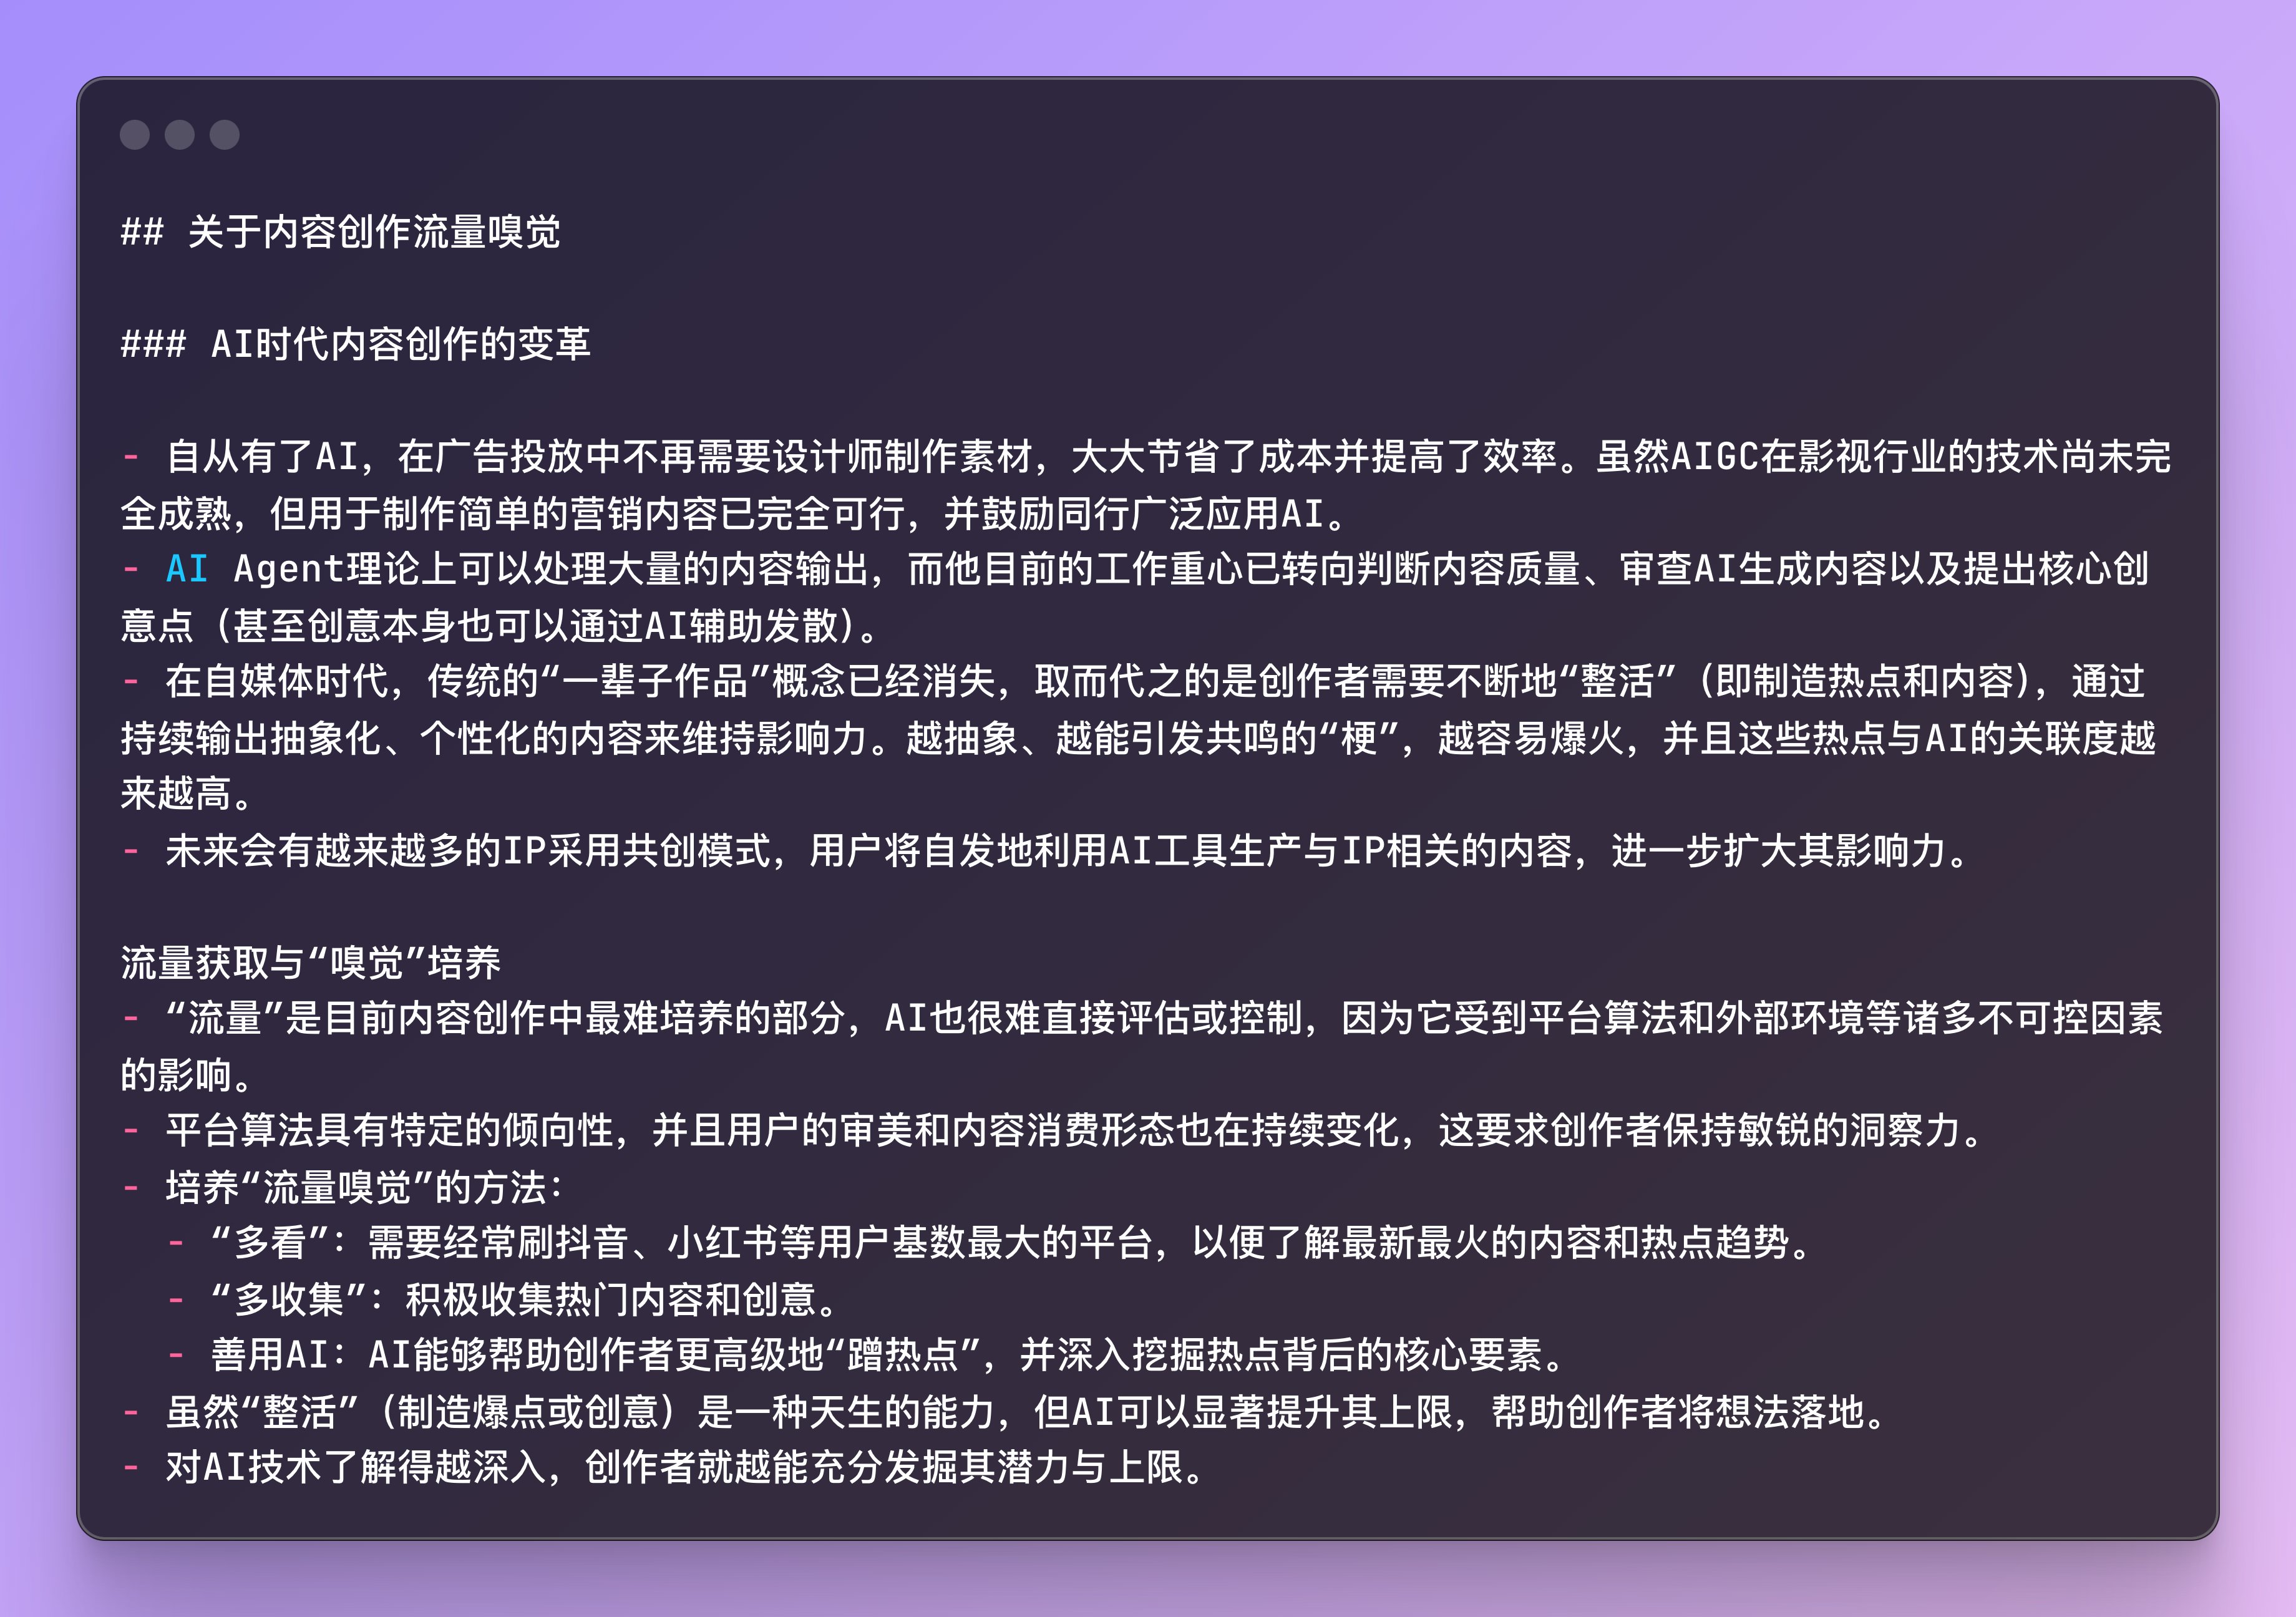 ## 关于内容创作流量嗅觉
### AI时代内容创作的变革
- 自从有了AI，在广告投放中不再需要设计师制作素材，大大节省了成本并提高了效率。虽然AIGC在影视行业的技术尚未完
全成熟，但用于制作简单的营销内容已完全可行，并鼓励同行广泛应用AI。
- AI Agent理论上可以处理大量的内容输出，而他目前的工作重心已转向判断内容质量、审查AI生成内容以及提出核心创
意点（甚至创意本身也可以通过AI辅助发散）。
- 在自媒体时代，传统的“一辈子作品”概念已经消失，取而代之的是创作者需要不断地“整活”（即制造热点和内容），通过
持续输出抽象化、个性化的内容来维持影响力。越抽象、越能引发共鸣的“梗”，越容易爆火，并且这些热点与AI的关联度越
来越高。
- 未来会有越来越多的IP采用共创模式，用户将自发地利用AI工具生产与IP相关的内容，进一步扩大其影响力。
流量获取与“嗅觉”培养
- “流量”是目前内容创作中最难培养的部分，AI也很难直接评估或控制，因为它受到平台算法和外部环境等诸多不可控因素
的影响。
- 平台算法具有特定的倾向性，并且用户的审美和内容消费形态也在持续变化，这要求创作者保持敏锐的洞察力。
- 培养“流量嗅觉”的方法：
  - “多看”：需要经常刷抖音、小红书等用户基数最大的平台，以便了解最新最火的内容和热点趋势。
  - “多收集”：积极收集热门内容和创意。
  - 善用AI：AI能够帮助创作者更高级地“蹭热点”，并深入挖掘热点背后的核心要素。
- 虽然“整活”（制造爆点或创意）是一种天生的能力，但AI可以显著提升其上限，帮助创作者将想法落地。
- 对AI技术了解得越深入，创作者就越能充分发掘其潜力与上限。